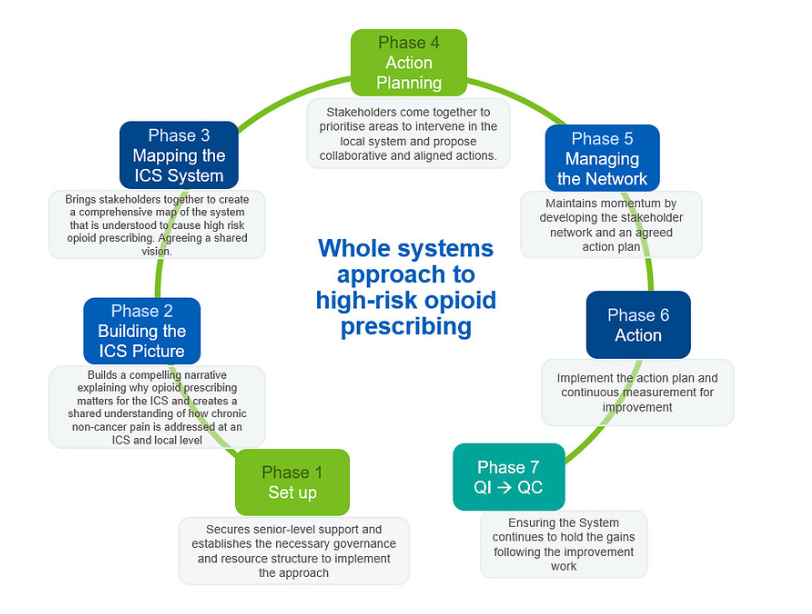 Phase 4
Action
Planning
Stakeholders come together to
prioritise areas to intervene in the
local system and propose
collaborative and aligned actions.
Phase 3
Mapping the
ICS System
Brings stakeholders together to create
a comprehensive map of the system
that is understood to cause high risk
opioid prescribing. Agreeing a shared
vision.
Phase 5
Managing
the Network
Maintains momentum by
developing the stakeholder
network and an agreed
action plan
Whole systems
approach to
high-risk opioid
prescribing
Phase 2
Building the
ICS Picture
Builds a compelling narrative
explaining why opioid prescribing
matters for the ICS and creates a
shared understanding of how chronic
non-cancer pain is addressed at an
ICS and local level
Phase 6
Action
Implement the action plan and
continuous measurement for
improvement
Phase 1
Set up
Secures senior-level support and
establishes the necessary governance
and resource structure to implement
the approach
Phase 7
QI → QC
Ensuring the System
continues to hold the gains
following the improvement
work